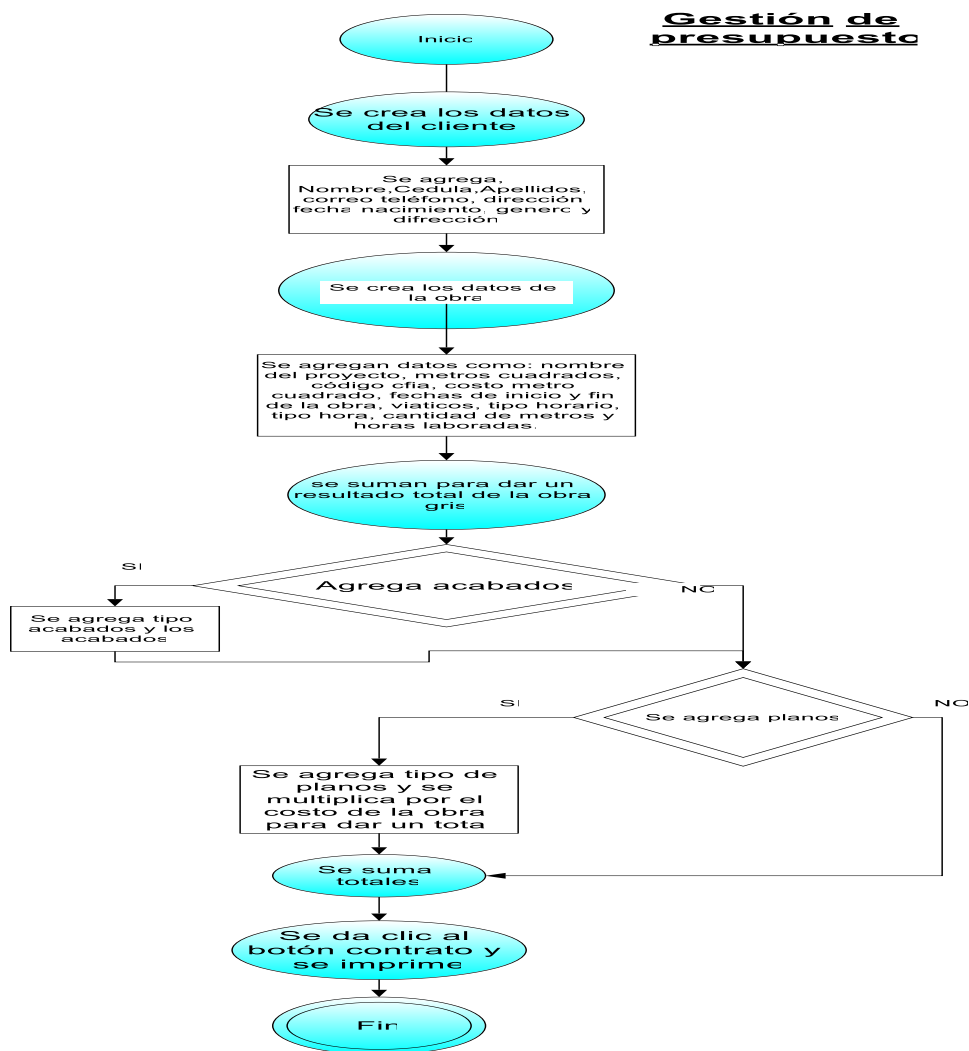 Gestión de
presupuesto
Inicio
Se crea los datos
del cliente
Se agrega,
Nombre,Cedula,Apellidos,
correo teléfono, dirección
fecha nacimiento, genero y
difrección
Se crea los datos de
la obra
Se agregan datos como: nombre
del proyecto, metros cuadrados,
código cfia, costo metro
cuadrado, fechas de inicio y fin
de la obra, viaticos, tipo horario,
tipo hora, cantidad de metros y
horas laboradas.
se suman para dar un
resultado total de la obra
gris
Agrega acabados
SI
NO
Se agrega tipo
acabados y los
acabados
Se agrega planos
SI
NO
Se agrega tipo de
planos y se
multiplica por el
costo de la obra
para dar un tota
Se suma
totales
Se da clic al
botón contrato y
se imprime
Fin